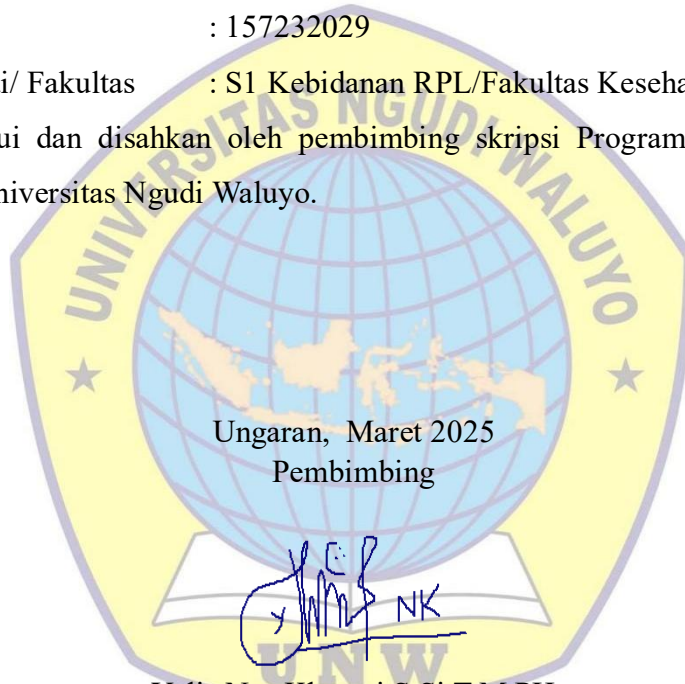 : 157232029
i/ Fakultas : S1 Kebidanan RPL/Fakultas Keseha
ui dan disahkan oleh pembimbing skripsi Program
niversitas Ngudi Waluyo.
UNIVERSITAS NGUDI WALUYO
Ungaran, Maret 2025
Pembimbing
NK
UNW